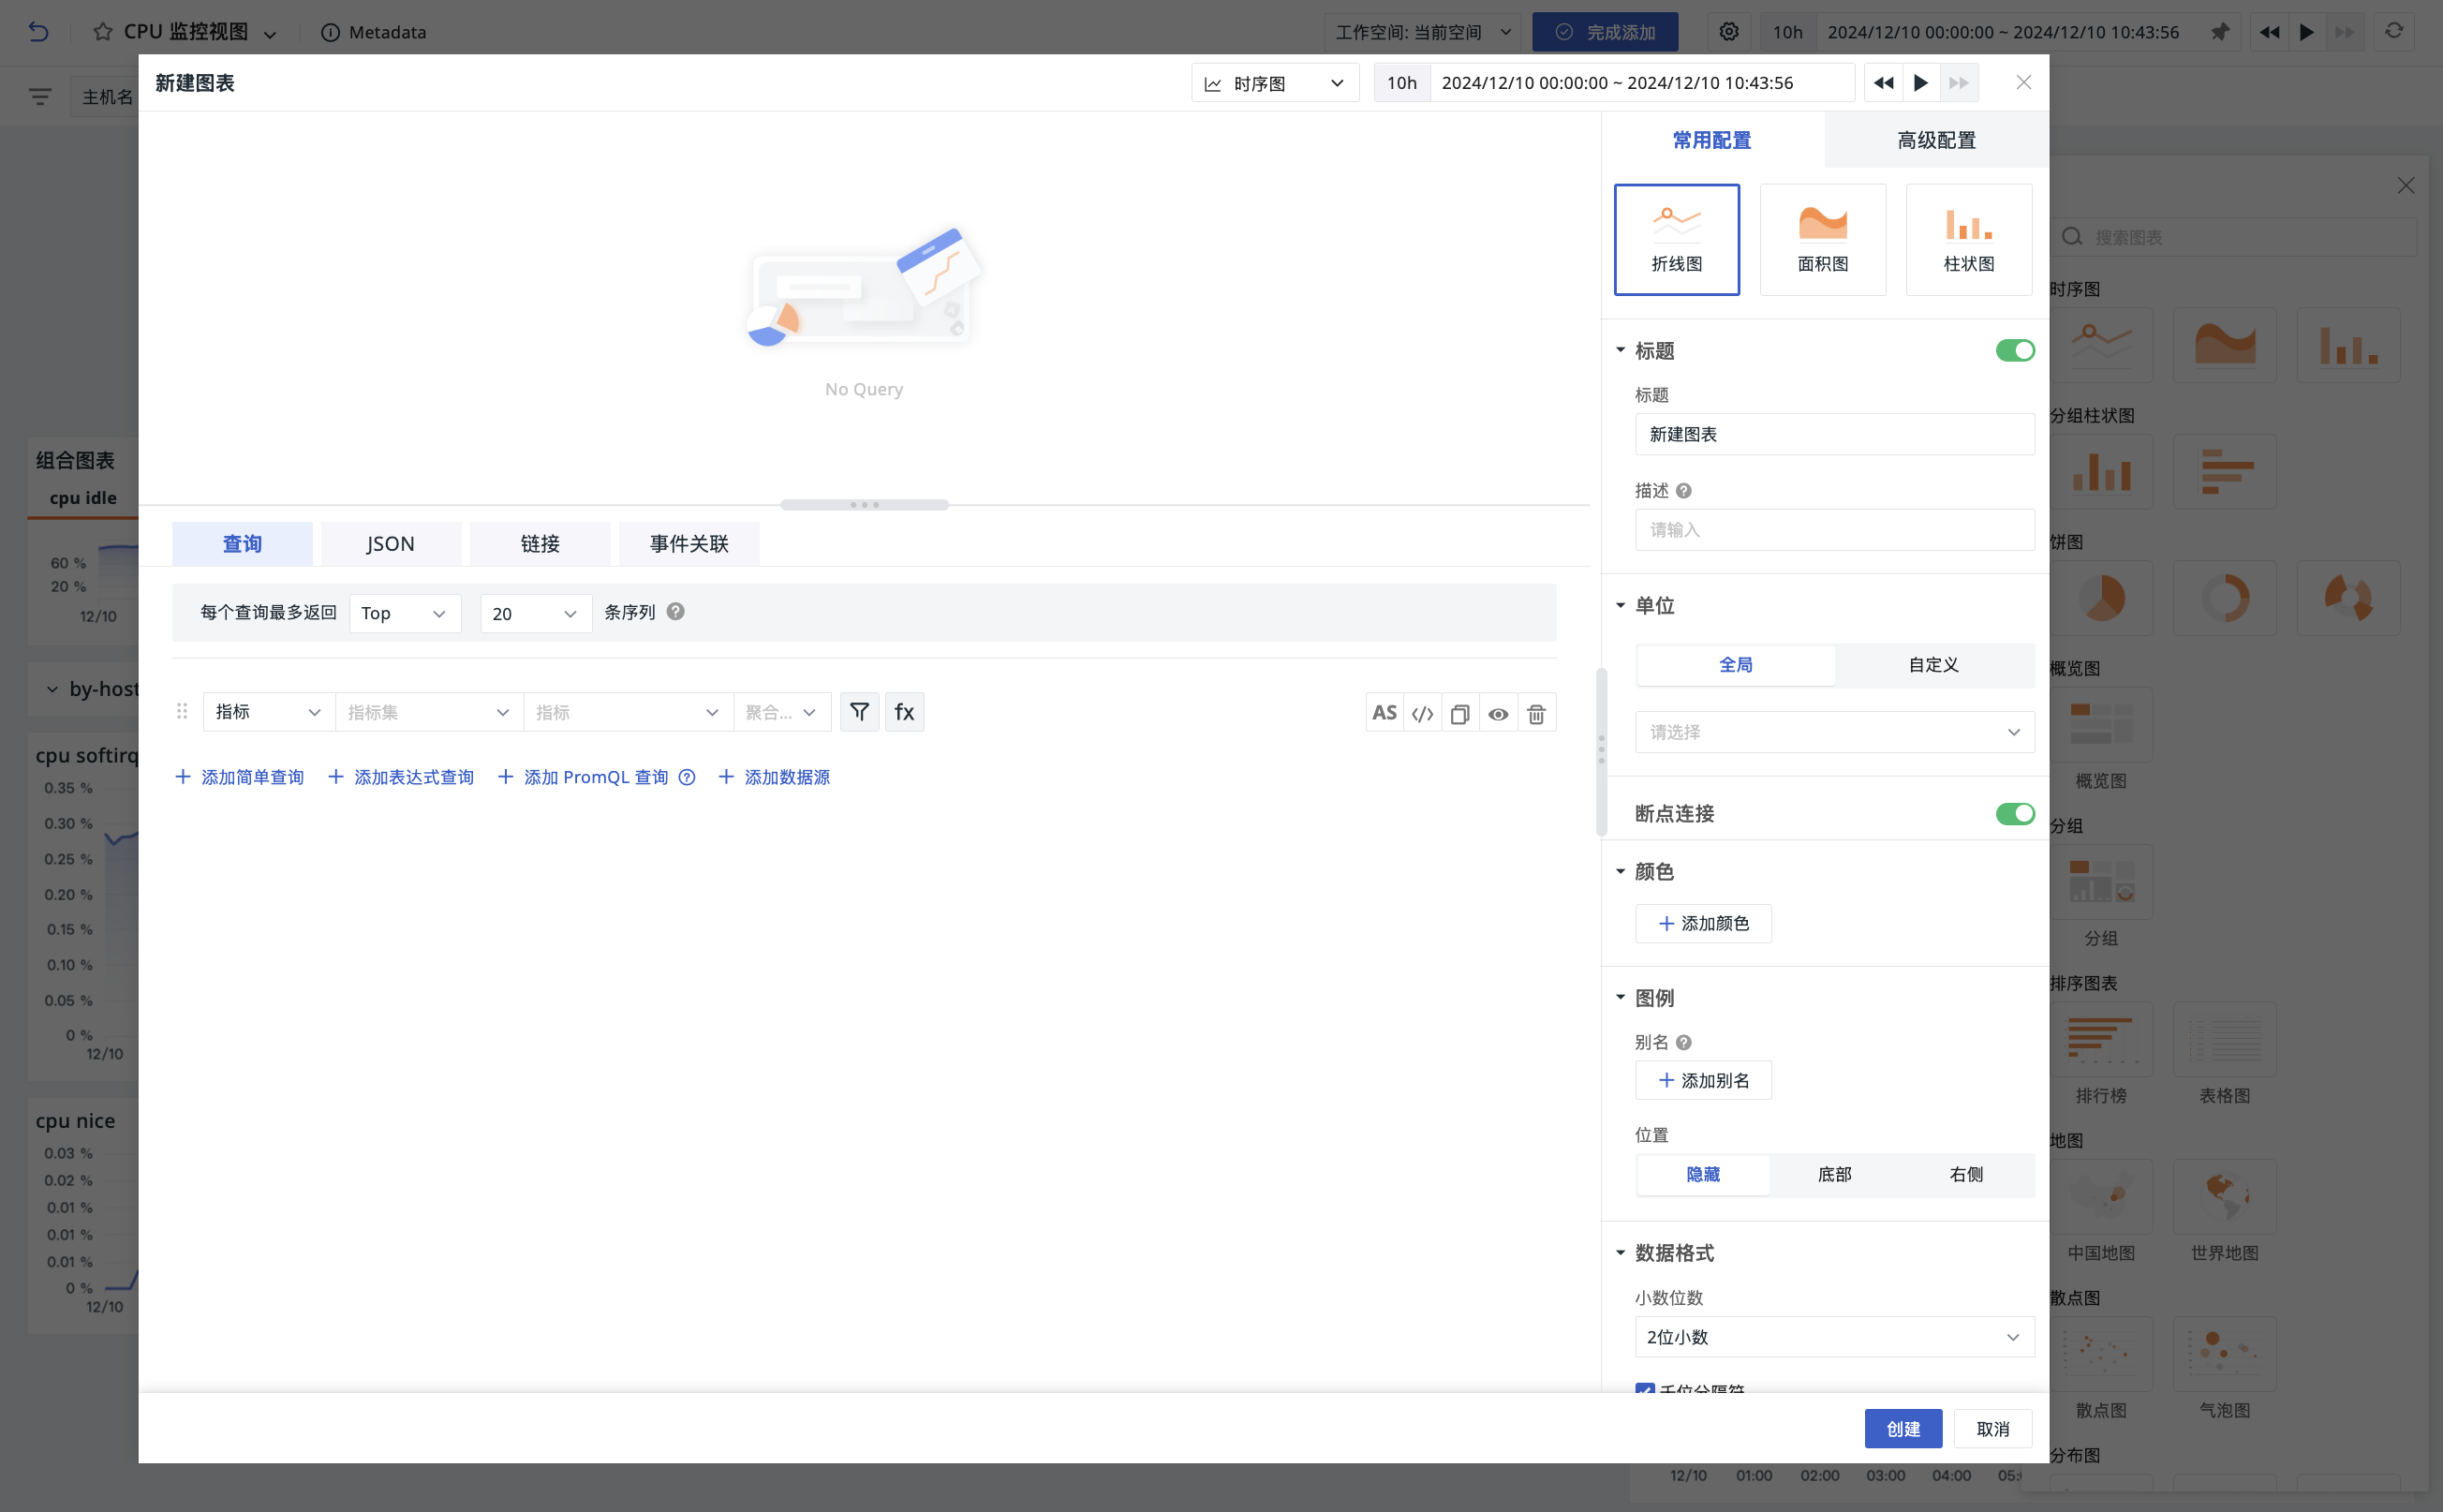 CPU 监控视图
Metadata
工作空间: 当前空间
完成添加
10h
2024/12/10 00:00:00 ~ 2024/12/10 10:43:56
主机名
新建图表
时序图
10h
2024/12/10 00:00:00 ~ 2024/12/10 10:43:56
No Query
查询
JSON
链接
事件关联
每个查询最多返回
Top
20
条序列
指标
指标集
指标
聚合...
fx
AS
添加简单查询
添加表达式查询
添加 PromQL 查询
添加数据源
常用配置
高级配置
折线图
面积图
柱状图
标题
标题
新建图表
描述
请输入
单位
全局
自定义
请选择
断点连接
颜色
添加颜色
图例
别名
添加别名
位置
隐藏
底部
右侧
数据格式
小数位数
2位小数
千位分隔符
创建
取消
组合图表
cpu idle
60 %
20 %
12/10
by-host
cpu softirq
0.35 %
0.30 %
0.25 %
0.20 %
0.15 %
0.10 %
0.05 %
0 %
12/10
cpu nice
0.03 %
0.02 %
0.01 %
0.01 %
0.01 %
0 %
12/10
搜索图表
时序图
分组柱状图
饼图
概览图
概览图
分组
分组
排序图表
排行榜
表格图
地图
中国地图
世界地图
散点图
散点图
气泡图
分布图
12/10
01:00
02:00
03:00
04:00